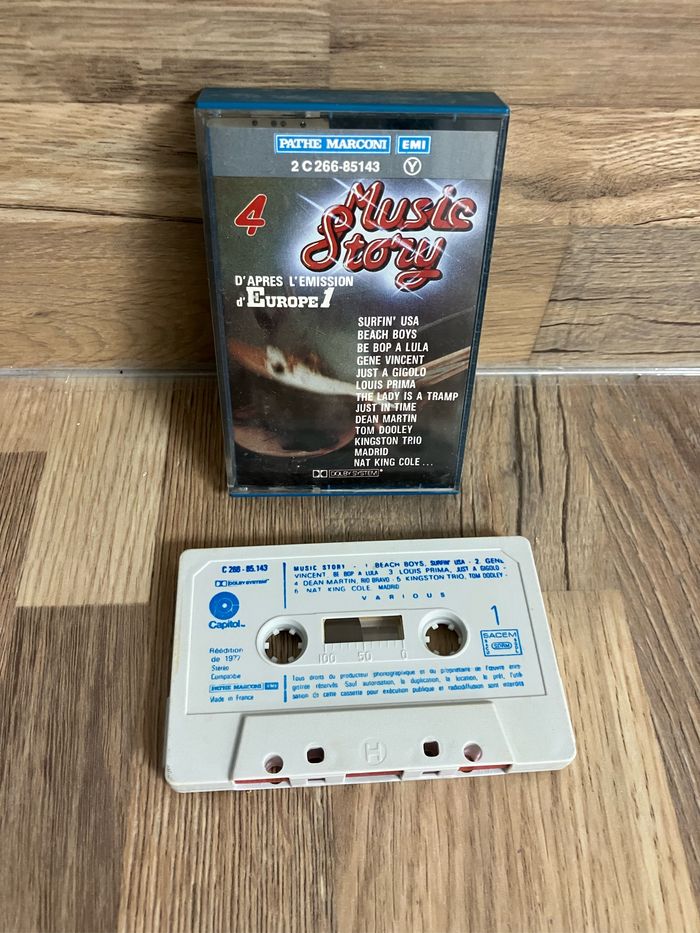 PATHE MARCONI EMI
2 C 266-85143 Y
4 Music
Story
D'APRES L'EMISSION
d'EUROPE 1
SURFIN' USA
BEACH BOYS
BE BOP A LULA
GENE VINCENT
JUST A GIGOLO
LOUIS PRIMA
THE LADY IS A TRAMP
JUST IN TIME
DEAN MARTIN
TOM DOOLEY
KINGSTON TRIO
MADRID
NAT KING COLE ...
DOLBY SYSTEM
C 266 - 85.143
DOLBY SYSTEM
Capitol
Réédition
de 1977
Stéréo
Compatible
PATHE MARCONI EMI
Made in France
MUSIC STORY - 1 BEACH BOYS, SURFIN' USA - 2 GENE
VINCENT, BE BOP A LULA 3 LOUIS PRIMA, JUST A GIGOLO -
4 DEAN MARTIN, RIO BRAVO - 5 KINGSTON TRIO, TOM DOOLEY -
6 NAT KING COLE, MADRID
VARIOUS
1
100 50 0
SACEM
SDRM
Tous droits du producteur phonographique et du propriétaire de l'œuvre enre-
gistrée réservés. Sauf autorisation, la duplication, la location, le prêt, l'utili-
sation de cette cassette pour exécution publique et radiodiffusion sont interdits
H